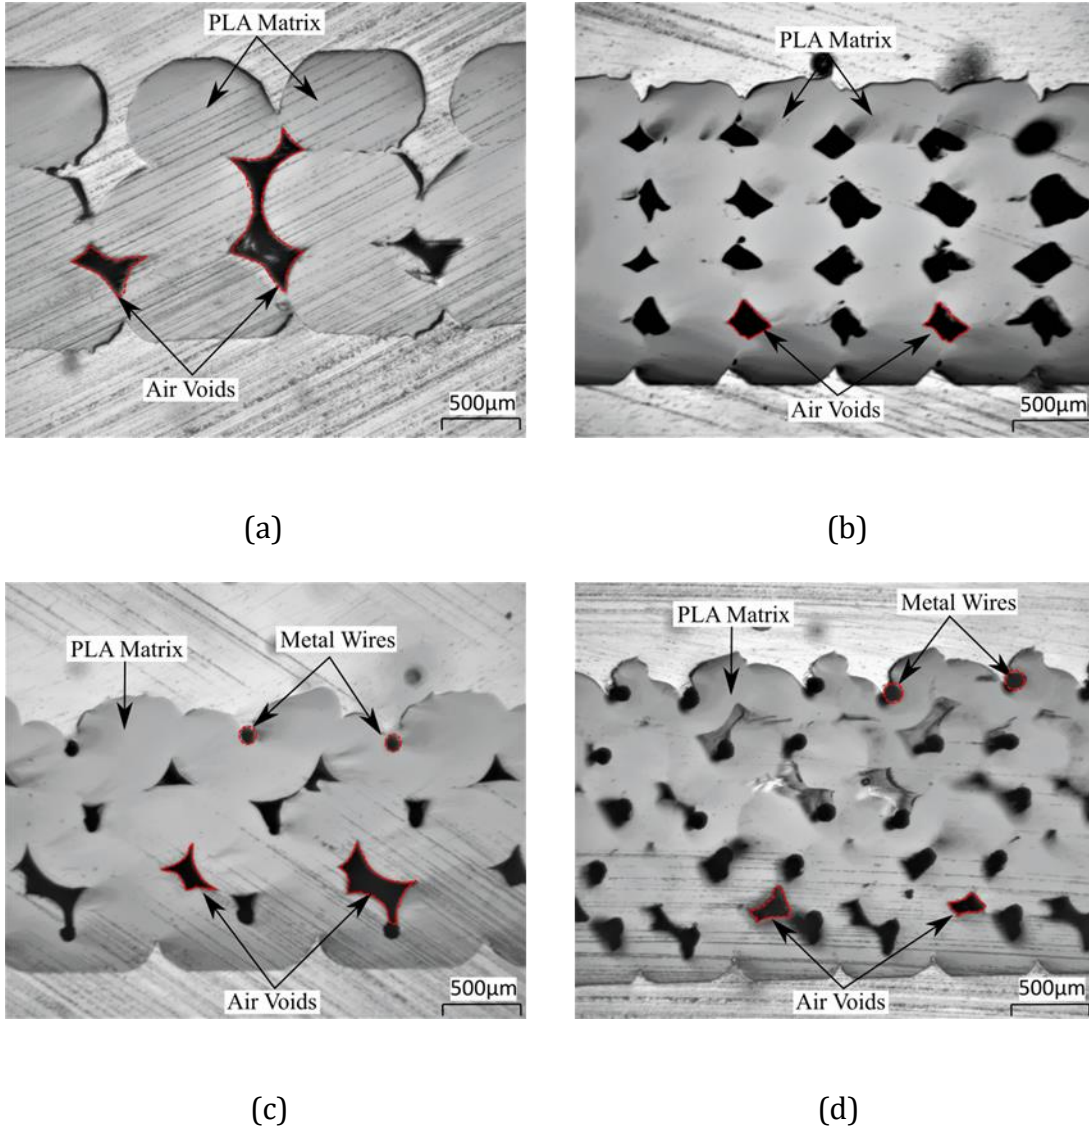 PLA Matrix
Air Voids
500μm
(a)
PLA Matrix
Air Voids
500μm
(b)
PLA Matrix
Metal Wires
Air Voids
500μm
(c)
PLA Matrix
Metal Wires
Air Voids
500μm
(d)